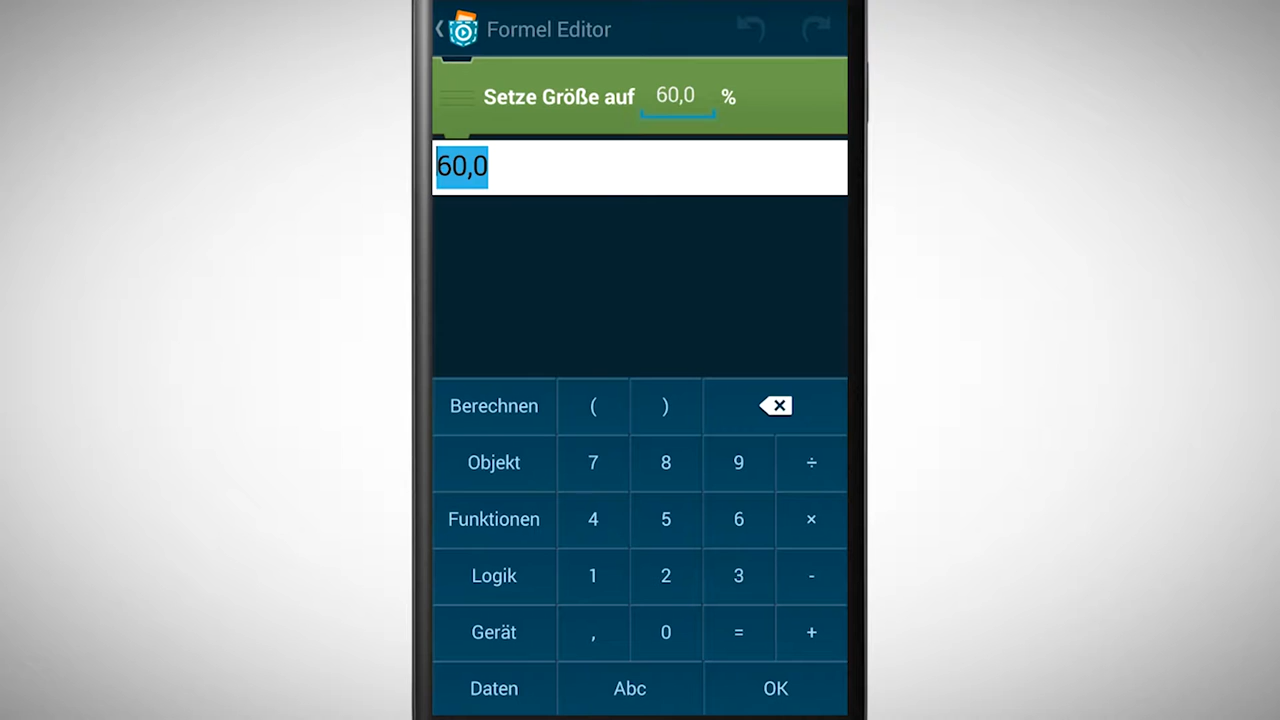 Formel Editor
Setze Größe auf 60,0 %
60,0
Berechnen ( )
Objekt 7 8 9 ÷
Funktionen 4 5 6 ×
Logik 1 2 3 -
Gerät , 0 = +
Daten Abc OK